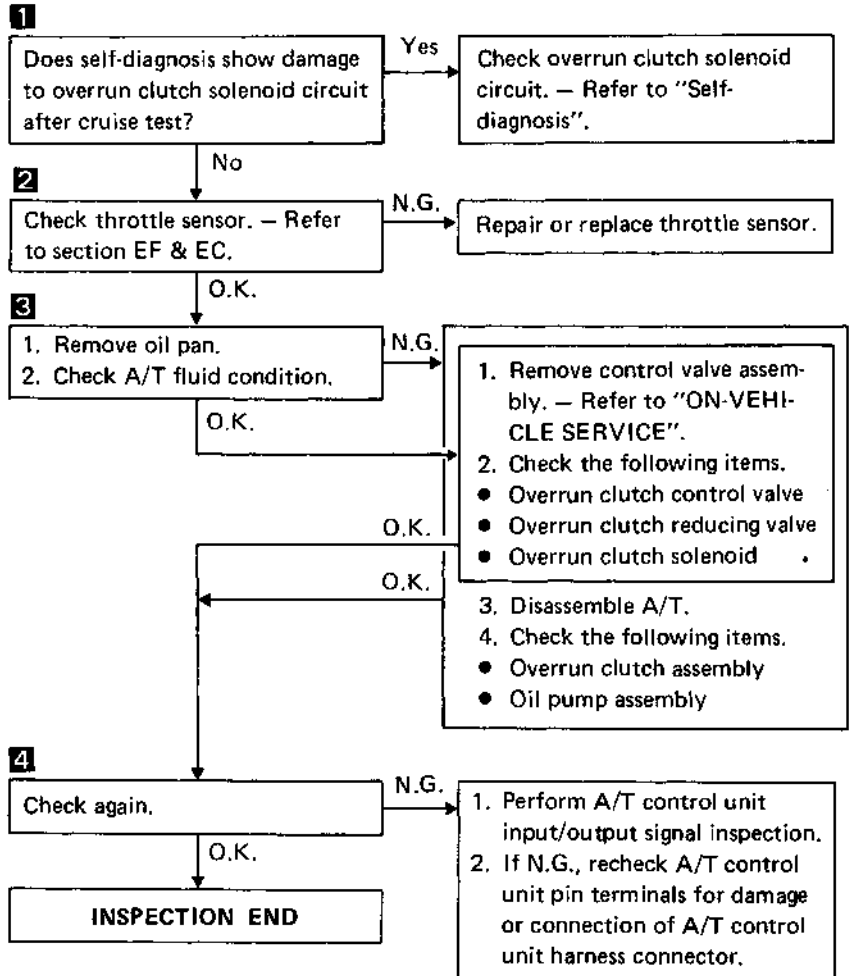 1
Does self-diagnosis show damage
to overrun clutch solenoid circuit
after cruise test?
Yes
Check overrun clutch solenoid
circuit. — Refer to "Self-
diagnosis".
No
2
Check throttle sensor. — Refer
to section EF & EC.
N.G.
Repair or replace throttle sensor.
O.K.
3
1. Remove oil pan.
2. Check A/T fluid condition.
N.G.
O.K.
1. Remove control valve assem-
bly. — Refer to "ON-VEHI-
CLE SERVICE".
2. Check the following items.
● Overrun clutch control valve
● Overrun clutch reducing valve
● Overrun clutch solenoid
O.K.
O.K.
3. Disassemble A/T.
4. Check the following items.
● Overrun clutch assembly
● Oil pump assembly
4
Check again.
N.G.
1. Perform A/T control unit
input/output signal inspection.
2. If N.G., recheck A/T control
unit pin terminals for damage
or connection of A/T control
unit harness connector.
O.K.
INSPECTION END